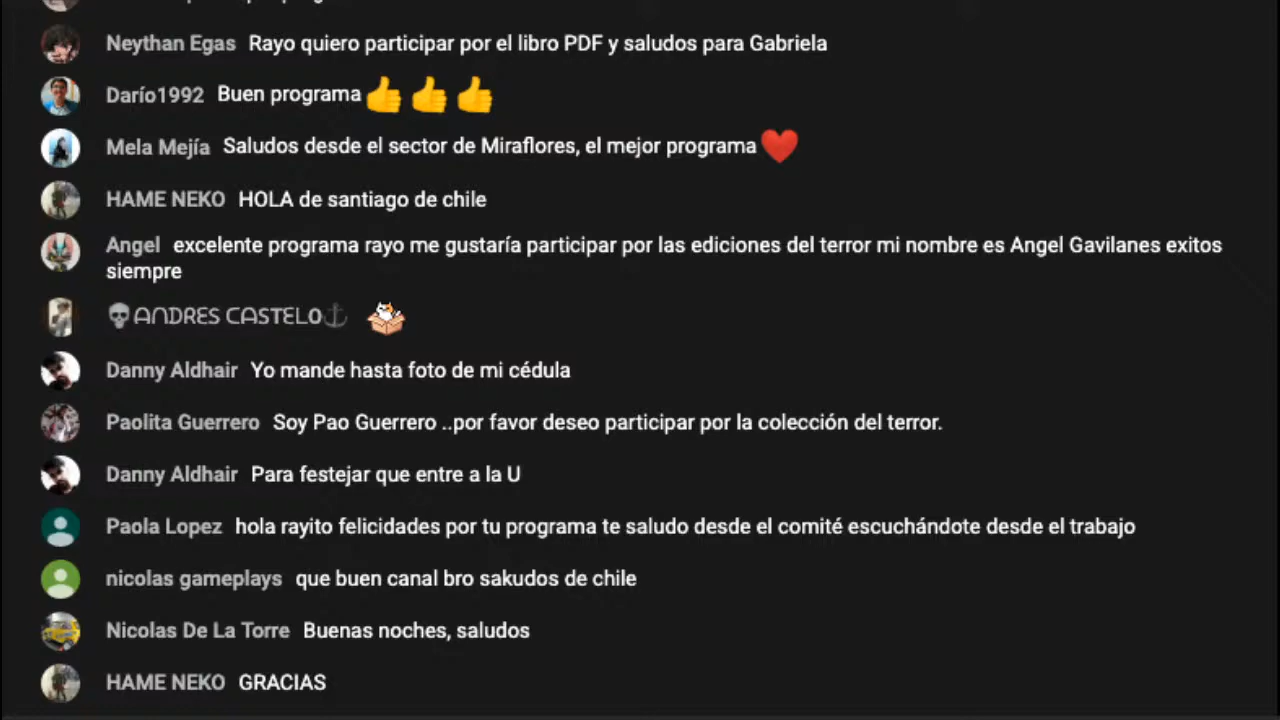 Neythan Egas Rayo quiero participar por el libro PDF y saludos para Gabriela
Darío1992 Buen programa👍👍👍
Mela Mejía Saludos desde el sector de Miraflores, el mejor programa❤️
HAME NEKO HOLA de santiago de chile
Angel excelente programa rayo me gustaría participar por las ediciones del terror mi nombre es Angel Gavilanes exitos
siempre
💀ANDRES CASTELO⚓
Danny Aldhair Yo mande hasta foto de mi cédula
Paolita Guerrero Soy Pao Guerrero ..por favor deseo participar por la colección del terror.
Danny Aldhair Para festejar que entre a la U
Paola Lopez hola rayito felicidades por tu programa te saludo desde el comité escuchándote desde el trabajo
nicolas gameplays que buen canal bro sakudos de chile
Nicolas De La Torre Buenas noches, saludos
HAME NEKO GRACIAS